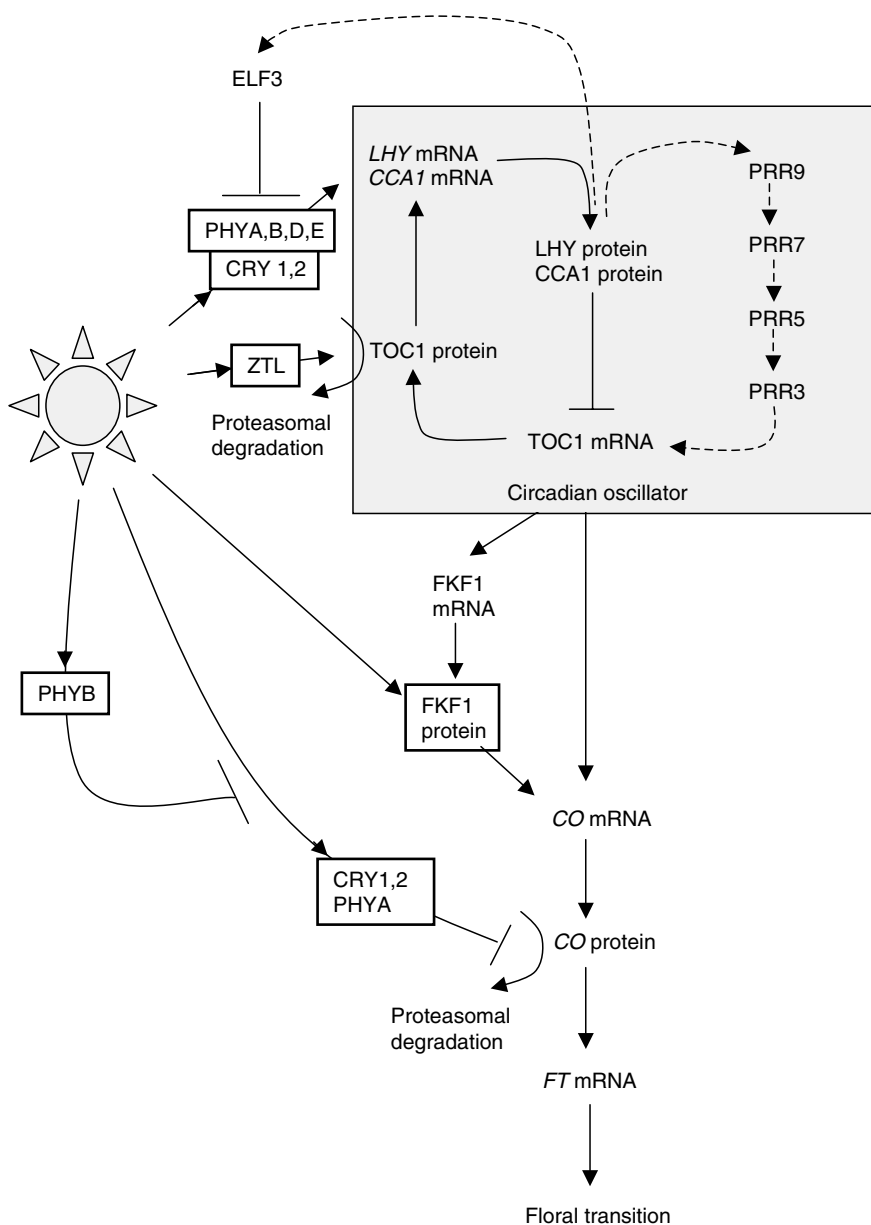 ELF3
LHY mRNA
CCA1 mRNA
PRR9
PHYA,B,D,E
CRY 1,2
LHY protein
CCA1 protein
PRR7
PRR5
TOC1 protein
ZTL
PRR3
Proteasomal
degradation
TOC1 mRNA
Circadian oscillator
FKF1
mRNA
PHYB
FKF1
protein
CO mRNA
CRY1,2
PHYA
CO protein
Proteasomal
degradation
FT mRNA
Floral transition